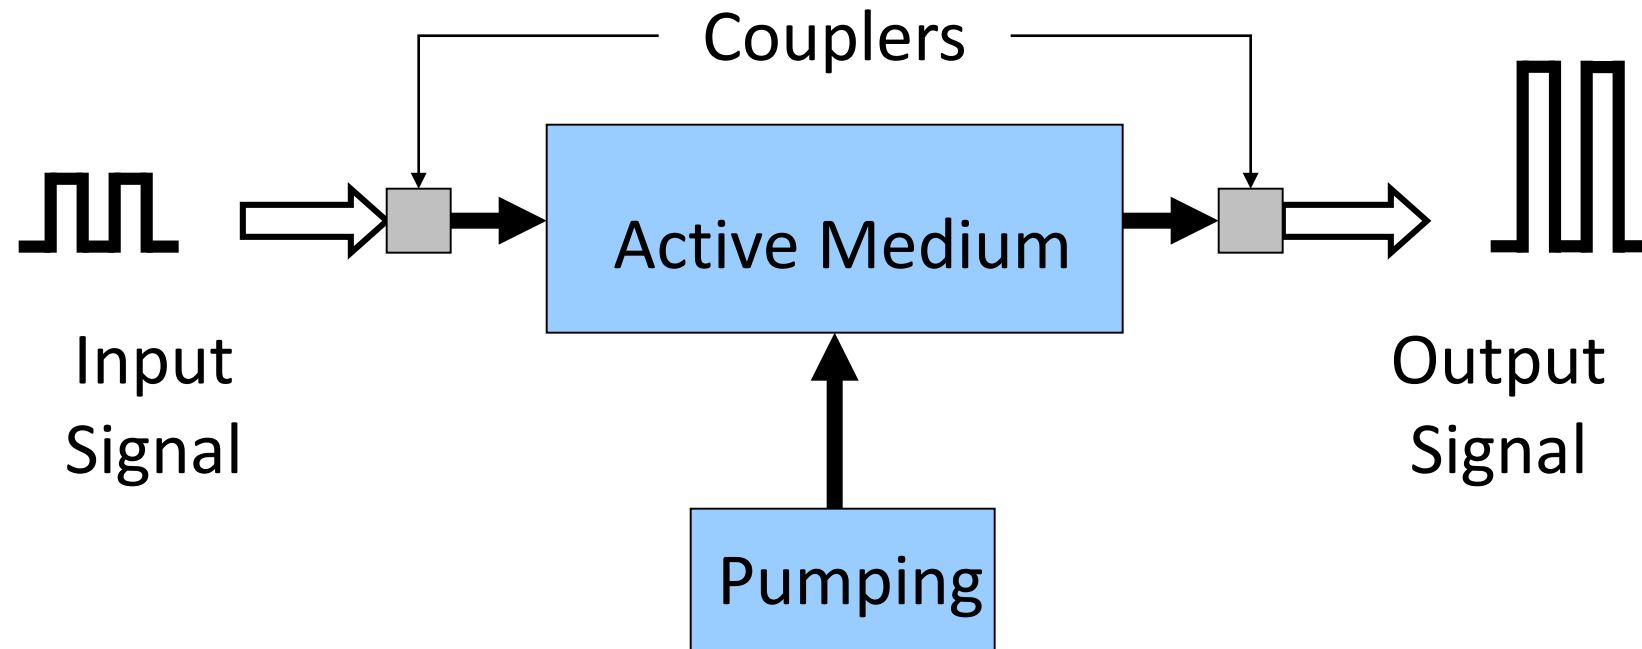 Couplers
Active Medium
Input
Signal
Output
Signal
Pumping